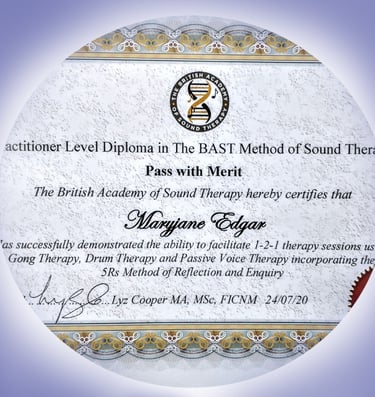 THE BRITISH ACADEMY OF SOUND THERAPY
actitioner Level Diploma in The BAST Method of Sound Thera
Pass with Merit
The British Academy of Sound Therapy hereby certifies that
Maryjane Edgar
as successfully demonstrated the ability to facilitate 1-2-1 therapy sessions us
Gong Therapy, Drum Therapy and Passive Voice Therapy incorporating the
5Rs Method of Reflection and Enquiry
Lyz Cooper MA, MSc, FICNM 24/07/20